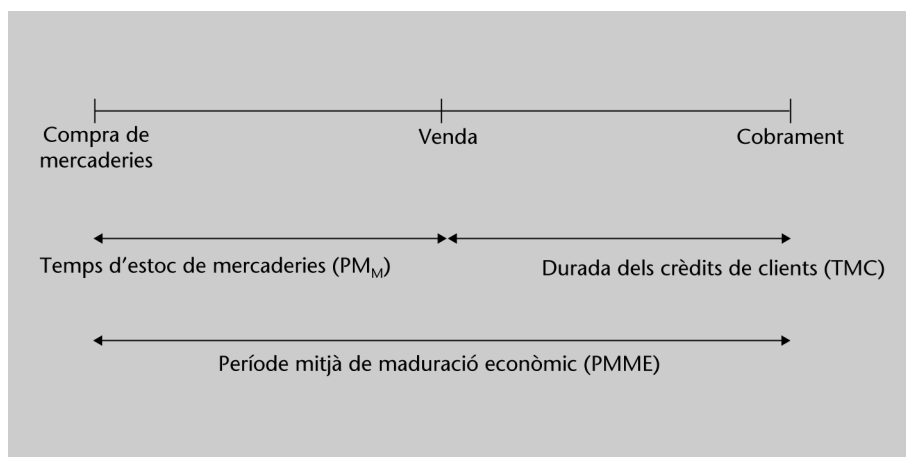 Compra de
mercaderies
Venda
Cobrament
Temps d’estoc de mercaderies (PMM)
Durada dels crèdits de clients (TMC)
Període mitjà de maduració econòmic (PMME)